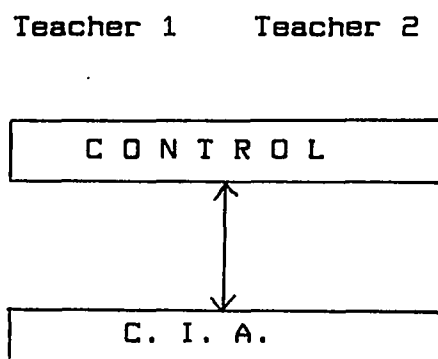 Teacher 1 Teacher 2
C O N T R O L
C. I. A.